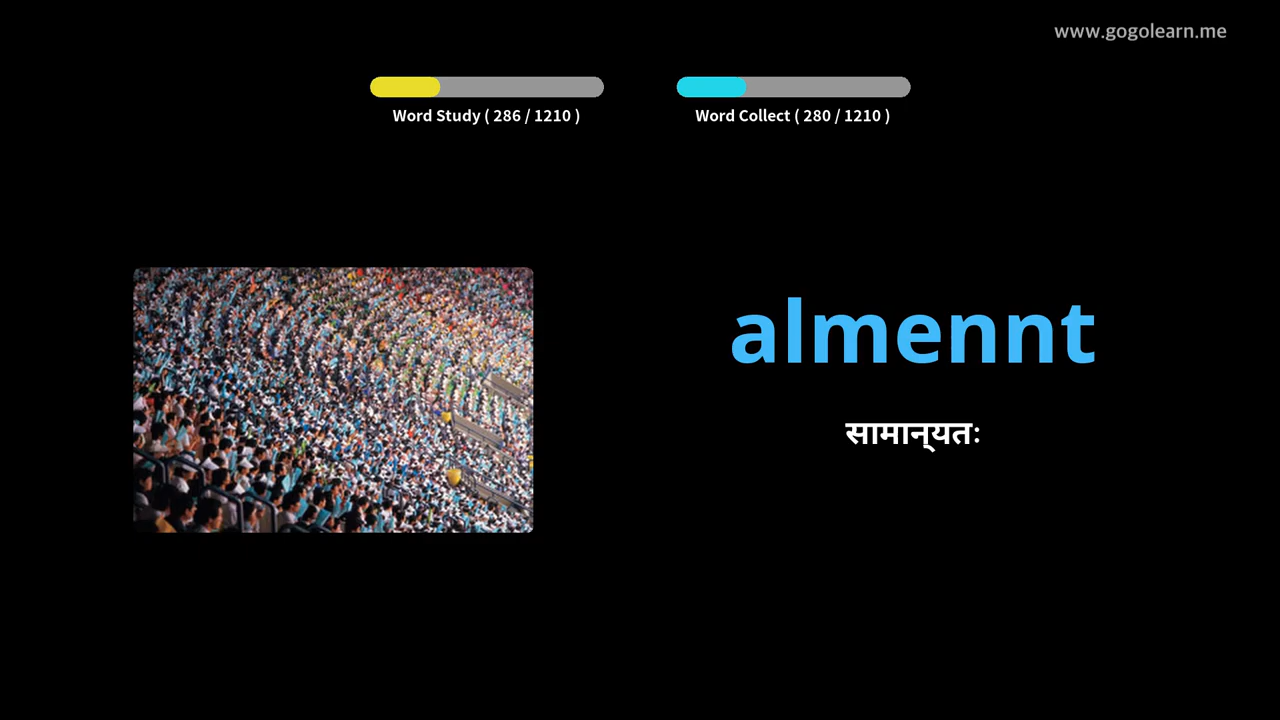 www.gogolearn.me
Word Study ( 286 / 1210 )
Word Collect ( 280 / 1210 )
almennt
सामान्यतः